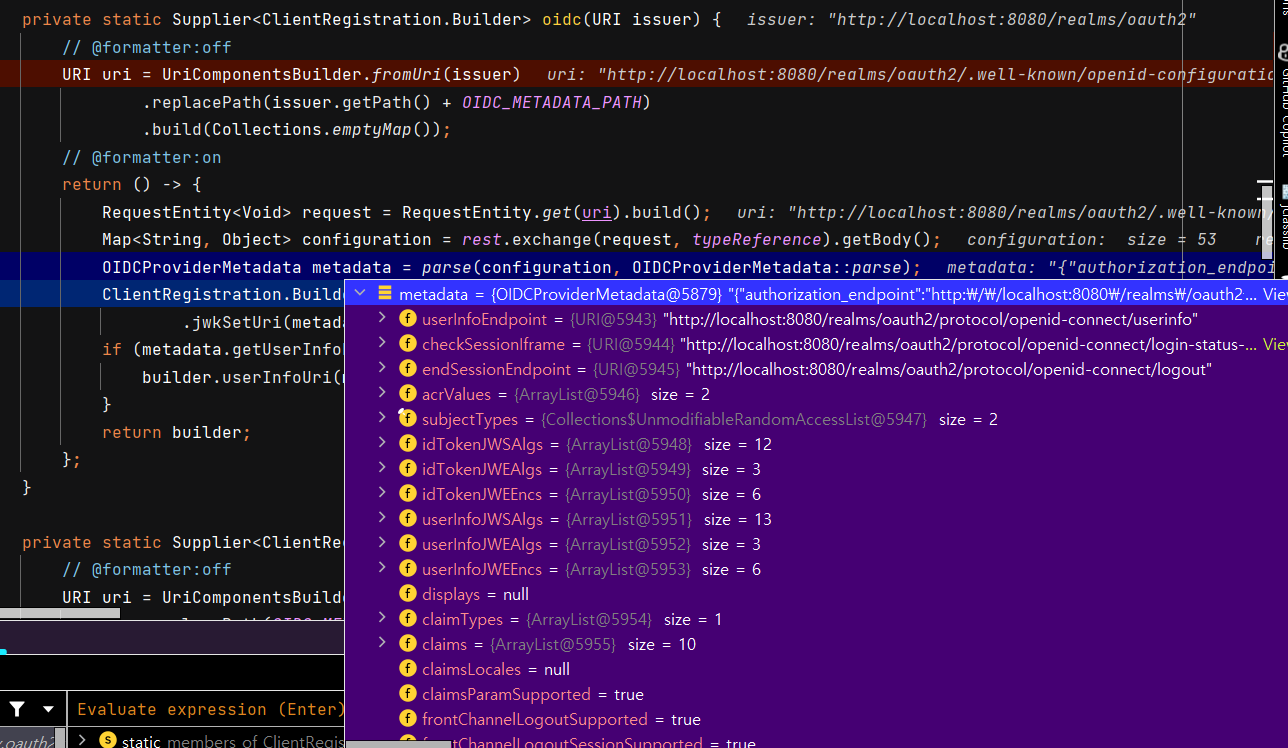 private static Supplier<ClientRegistration.Builder> oidc(URI issuer) {   issuer: "http://localhost:8080/realms/oauth2"
// @formatter:off
URI uri = UriComponentsBuilder.fromUri(issuer)   uri: "http://localhost:8080/realms/oauth2/.well-known/openid-configuratio
.replacePath(issuer.getPath() + OIDC_METADATA_PATH)
.build(Collections.emptyMap());
// @formatter:on
return () -> {
RequestEntity<Void> request = RequestEntity.get(uri).build();   uri: "http://localhost:8080/realms/oauth2/.well-known/
Map<String, Object> configuration = rest.exchange(request, typeReference).getBody();   configuration:  size = 53   re
OIDCProviderMetadata metadata = parse(configuration, OIDCProviderMetadata::parse);   metadata: "{"authorization_endpoi
ClientRegistration.Builde
metadata = {OIDCProviderMetadata@5879} "{"authorization_endpoint":"http:₩/₩/localhost:8080₩/realms₩/oauth2... View
userInfoEndpoint = {URI@5943} "http://localhost:8080/realms/oauth2/protocol/openid-connect/userinfo"
.jwkSetUri(metada
checkSessionIframe = {URI@5944} "http://localhost:8080/realms/oauth2/protocol/openid-connect/login-status-... View
if (metadata.getUserInfoE
endSessionEndpoint = {URI@5945} "http://localhost:8080/realms/oauth2/protocol/openid-connect/logout"
builder.userInfoUri(m
acrValues = {ArrayList@5946} size = 2
}
subjectTypes = {Collections$UnmodifiableRandomAccessList@5947} size = 2
return builder;
idTokenJWSAlgs = {ArrayList@5948} size = 12
};
idTokenJWEAlgs = {ArrayList@5949} size = 3
}
idTokenJWEEncs = {ArrayList@5950} size = 6
userInfoJWSAlgs = {ArrayList@5951} size = 13
private static Supplier<ClientRe
userInfoJWEAlgs = {ArrayList@5952} size = 3
// @formatter:off
userInfoJWEEncs = {ArrayList@5953} size = 6
URI uri = UriComponentsBuilde
displays = null
claimTypes = {ArrayList@5954} size = 1
claims = {ArrayList@5955} size = 10
claimsLocales = null
claimsParamSupported = true
Evaluate expression (Enter)
frontChannelLogoutSupported = true
oauth2
static members of ClientRegis
frontChannelLogoutSessionSupported = true
GitHub Copilot